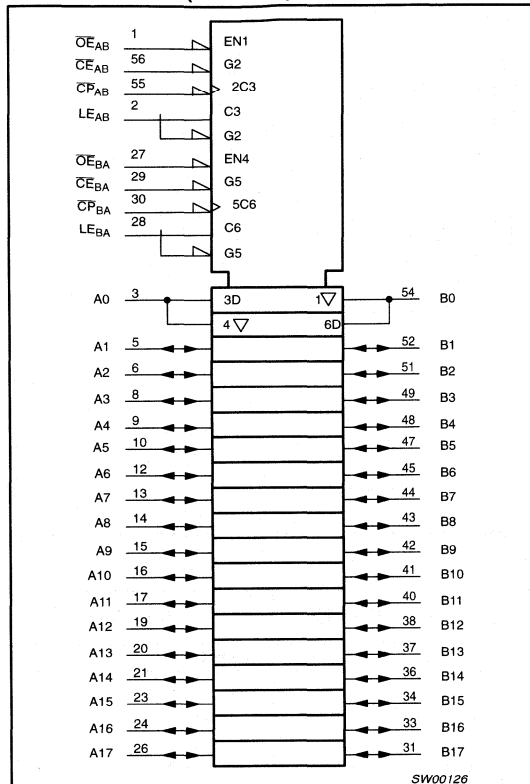 OEAB 1 EN1
CEAB 56 G2
CPAB 55 2C3
LEAB 2 C3
G2
OEBA 27 EN4
CEBA 29 G5
CPBA 30 5C6
LEBA 28 C6
G5
A0 3 3D 1▽ 54 B0
4▽ 6D
A1 5 52 B1
A2 6 51 B2
A3 8 49 B3
A4 9 48 B4
A5 10 47 B5
A6 12 45 B6
A7 13 44 B7
A8 14 43 B8
A9 15 42 B9
A10 16 41 B10
A11 17 40 B11
A12 19 38 B12
A13 20 37 B13
A14 21 36 B14
A15 23 34 B15
A16 24 33 B16
A17 26 31 B17
SW00126